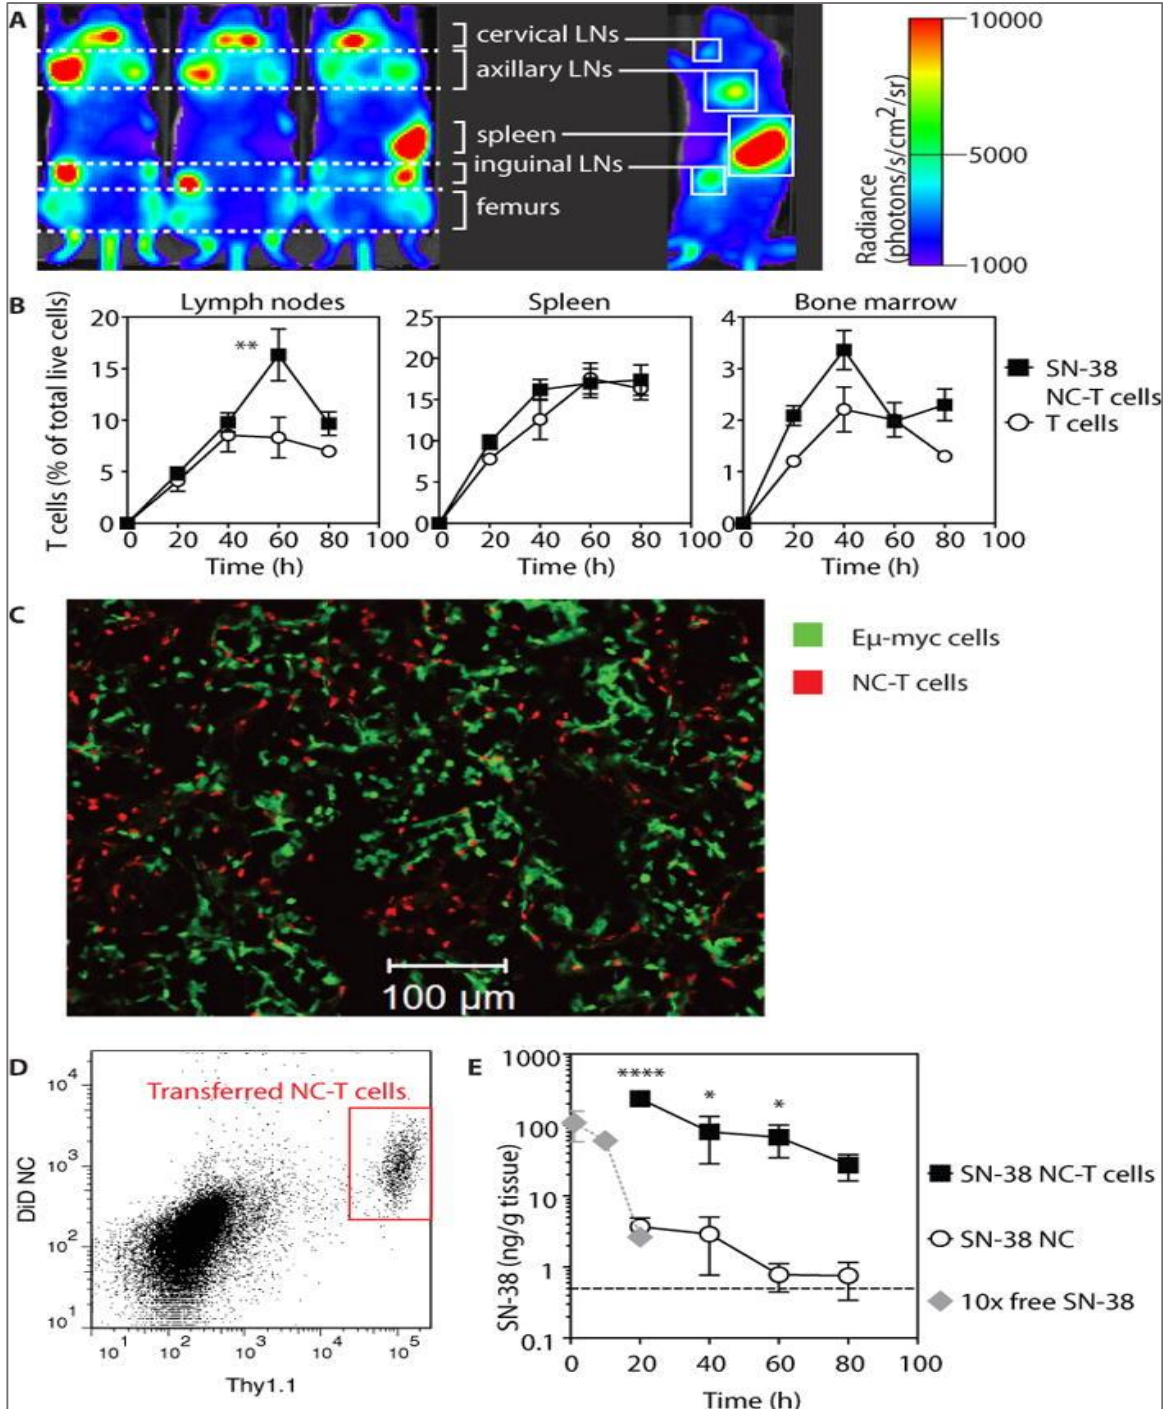 A
cervical LNs
axillary LNs
spleen
inguinal LNs
femurs
10000
5000
1000
Radiance
(photons/s/cm²/sr)
B
Lymph nodes
Spleen
Bone marrow
T cells (% of total live cells)
20
15
10
5
0
**
0 20 40 60 80 100
Time (h)
25
20
15
10
5
0
0 20 40 60 80 100
Time (h)
4
3
2
1
0
0 20 40 60 80 100
Time (h)
SN-38
NC-T cells
T cells
C
Eμ-myc cells
NC-T cells
100 μm
D
Transferred NC-T cells
DiD NC
10⁴
10³
10²
10¹
10¹ 10² 10³ 10⁴ 10⁵
Thy1.1
E
SN-38 (ng/g tissue)
1000
100
10
1
0.1
**** * *
0 20 40 60 80 100
Time (h)
SN-38 NC-T cells
SN-38 NC
10x free SN-38